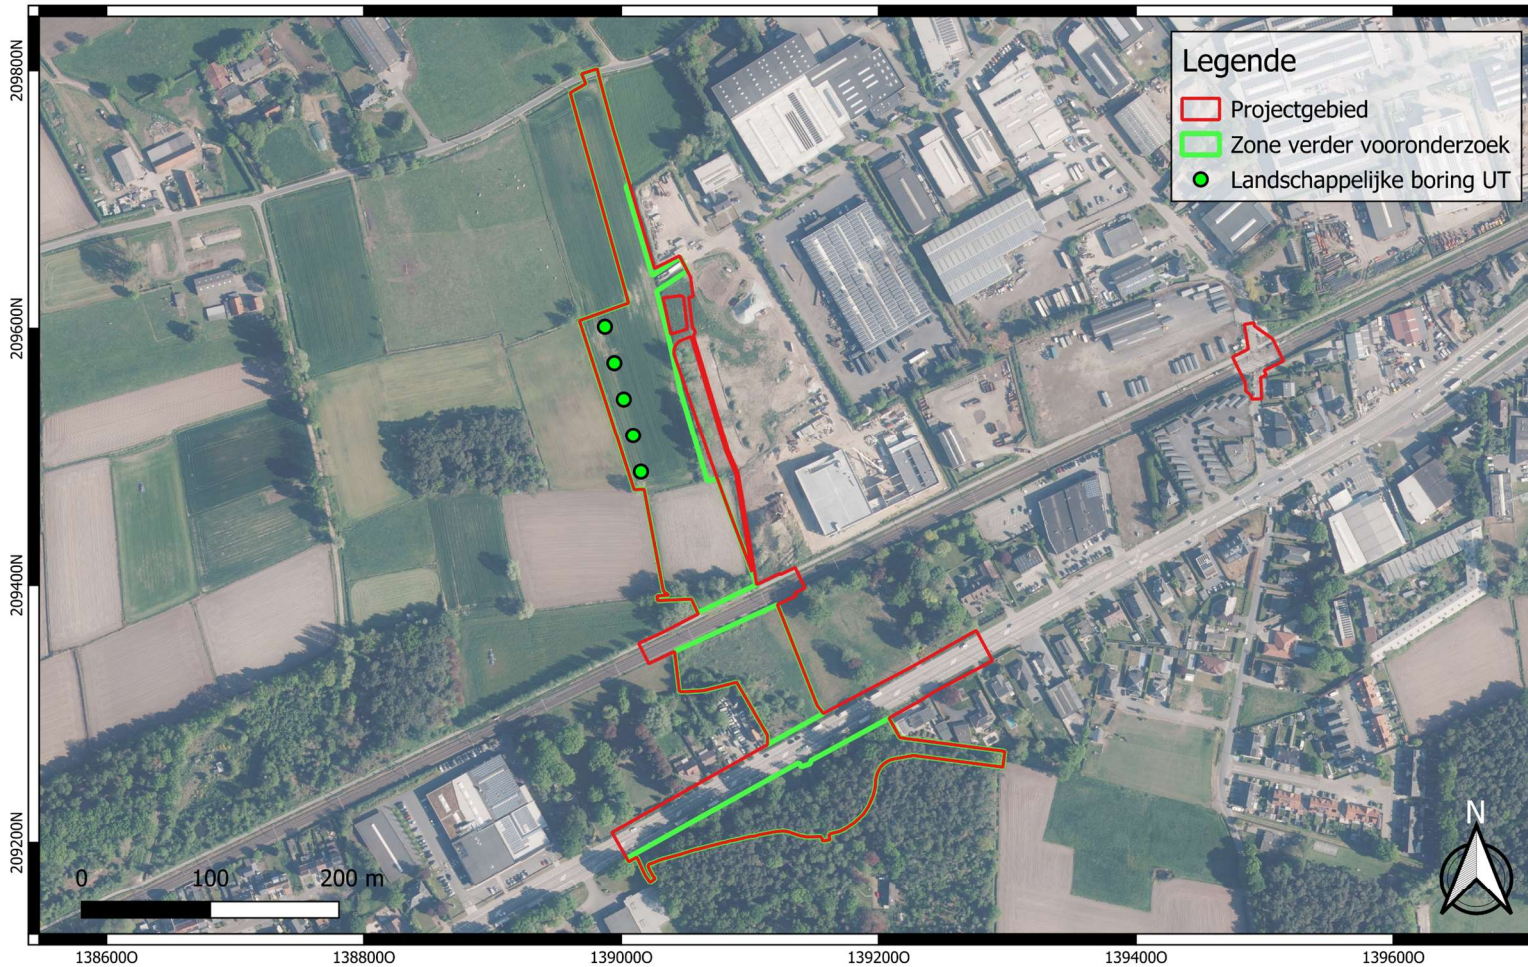 Legende
Projectgebied
Zone verder vooronderzoek
Landschappelijke boring UT
209800N
209600N
209400N
209200N
N
0 100 200 m
138600O 138800O 139000O 139200O 139400O 139600O